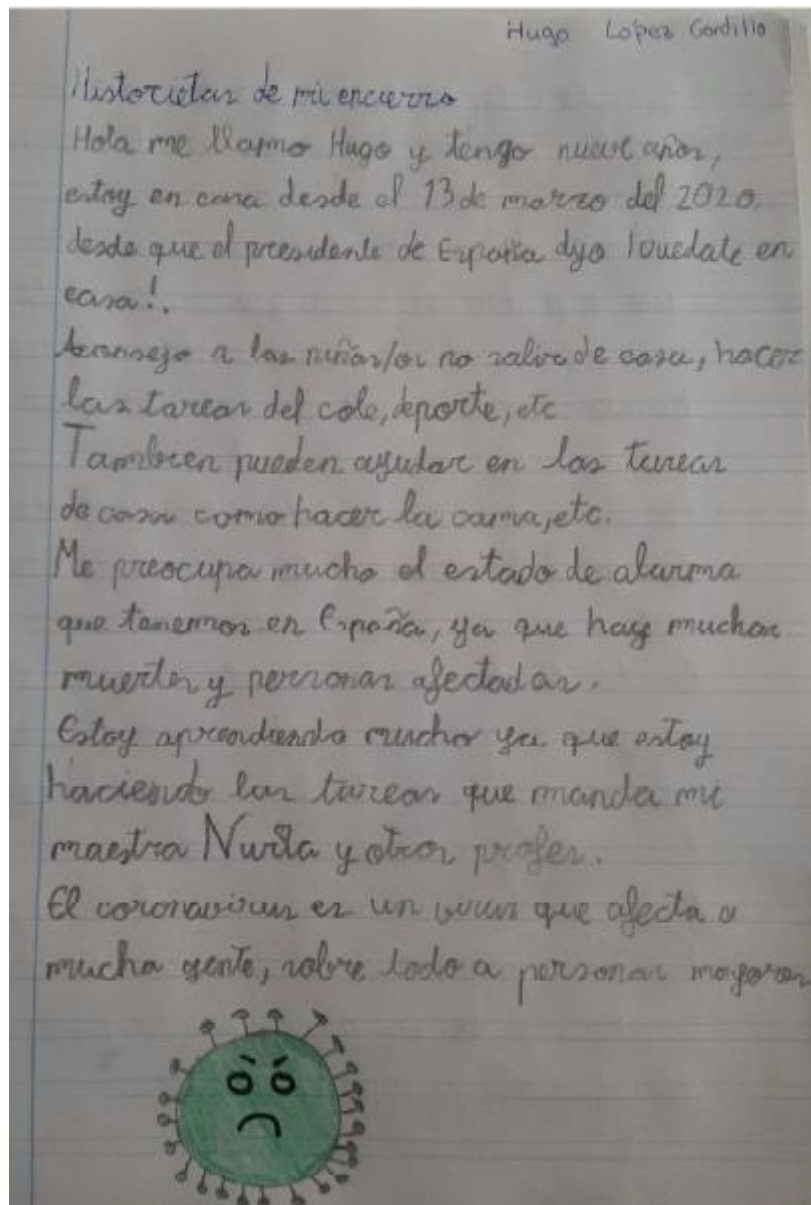 Hugo López Gordillo
Historietas de mi encierro
Hola me llamo Hugo y tengo nueve años,
estoy en casa desde el 13 de marzo del 2020,
desde que el presidente de España dijo !quedate en
casa!.
Aconsejo a las niñas/os no salir de casa, hacer
las tareas del cole, deporte, etc
Tambien pueden ayudar en las tareas
de casa como hacer la cama, etc.
Me preocupa mucho el estado de alarma
que tenemos en España, ya que hay muchas
muertes y personas afectadas.
Estoy aprendiendo mucho ya que estoy
haciendo las tareas que manda mi
maestra Nuria y otros profes.
El coronavirus es un virus que afecta a
mucha gente, sobre todo a personas mayores